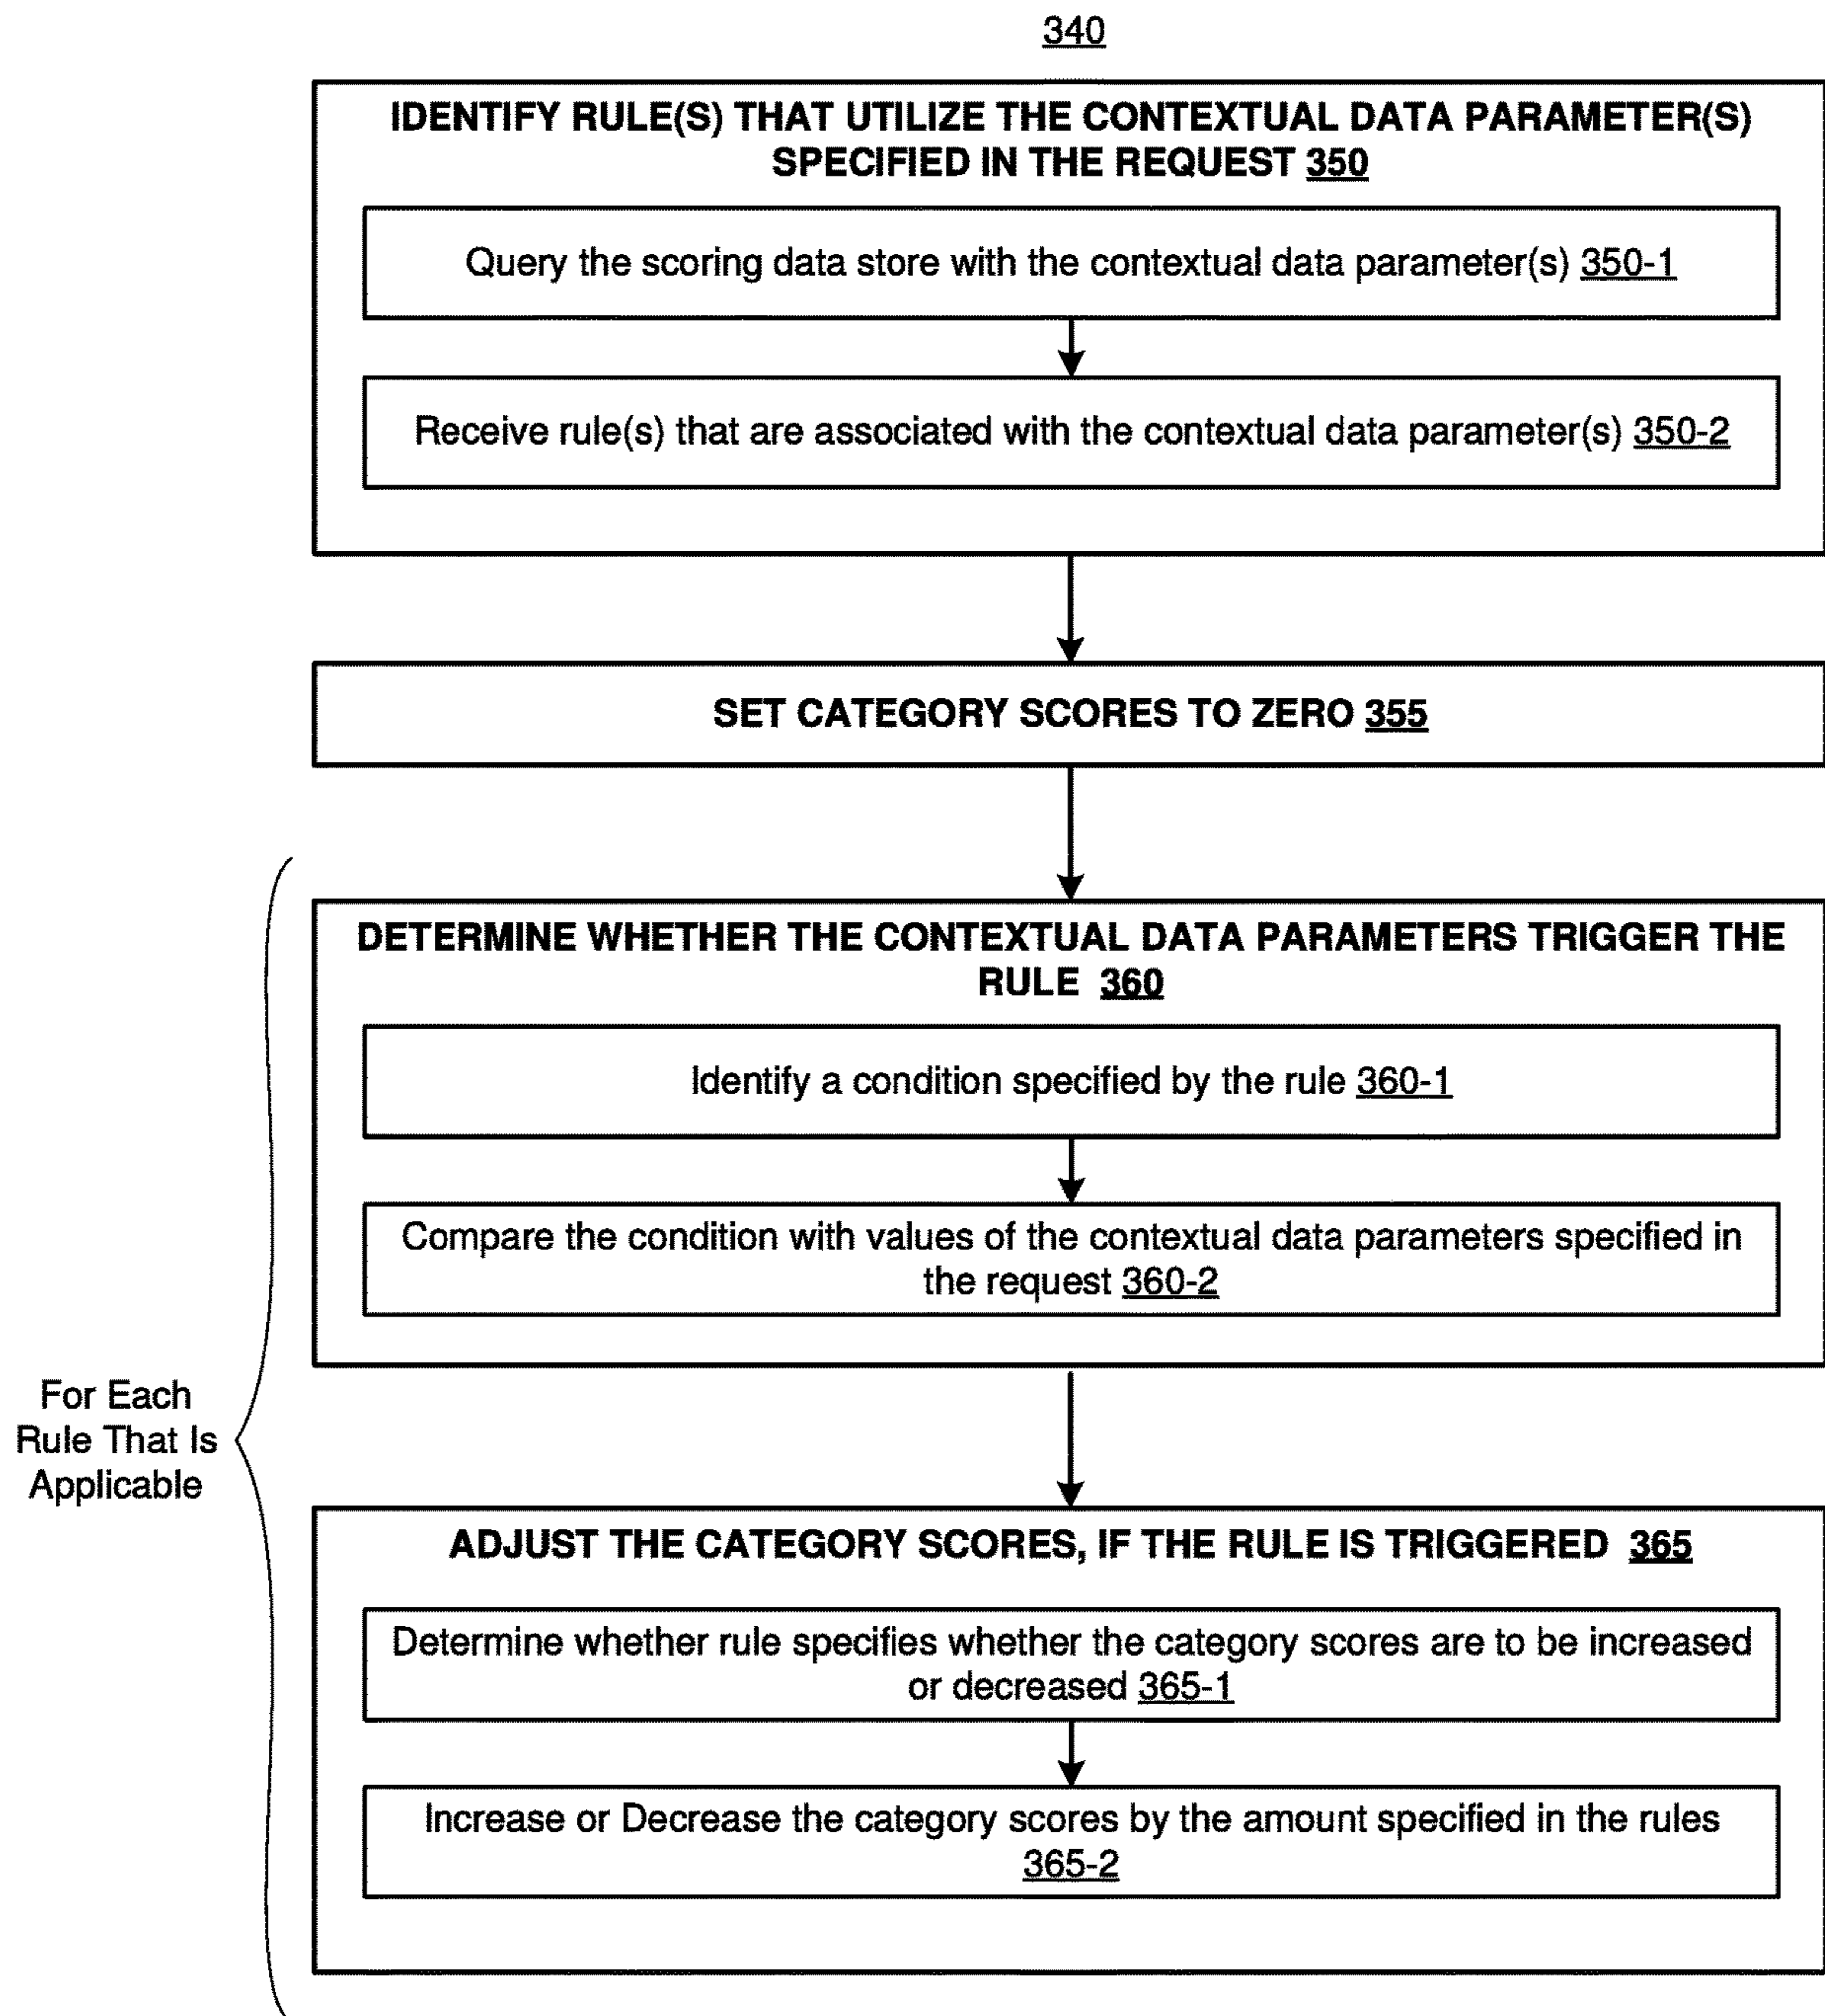 340
IDENTIFY RULE(S) THAT UTILIZE THE CONTEXTUAL DATA PARAMETER(S)
SPECIFIED IN THE REQUEST 350
Query the scoring data store with the contextual data parameter(s) 350-1
Receive rule(s) that are associated with the contextual data parameter(s) 350-2
SET CATEGORY SCORES TO ZERO 355
DETERMINE WHETHER THE CONTEXTUAL DATA PARAMETERS TRIGGER THE
RULE 360
Identify a condition specified by the rule 360-1
Compare the condition with values of the contextual data parameters specified in
the request 360-2
For Each
Rule That Is
Applicable
ADJUST THE CATEGORY SCORES, IF THE RULE IS TRIGGERED 365
Determine whether rule specifies whether the category scores are to be increased
or decreased 365-1
Increase or Decrease the category scores by the amount specified in the rules
365-2